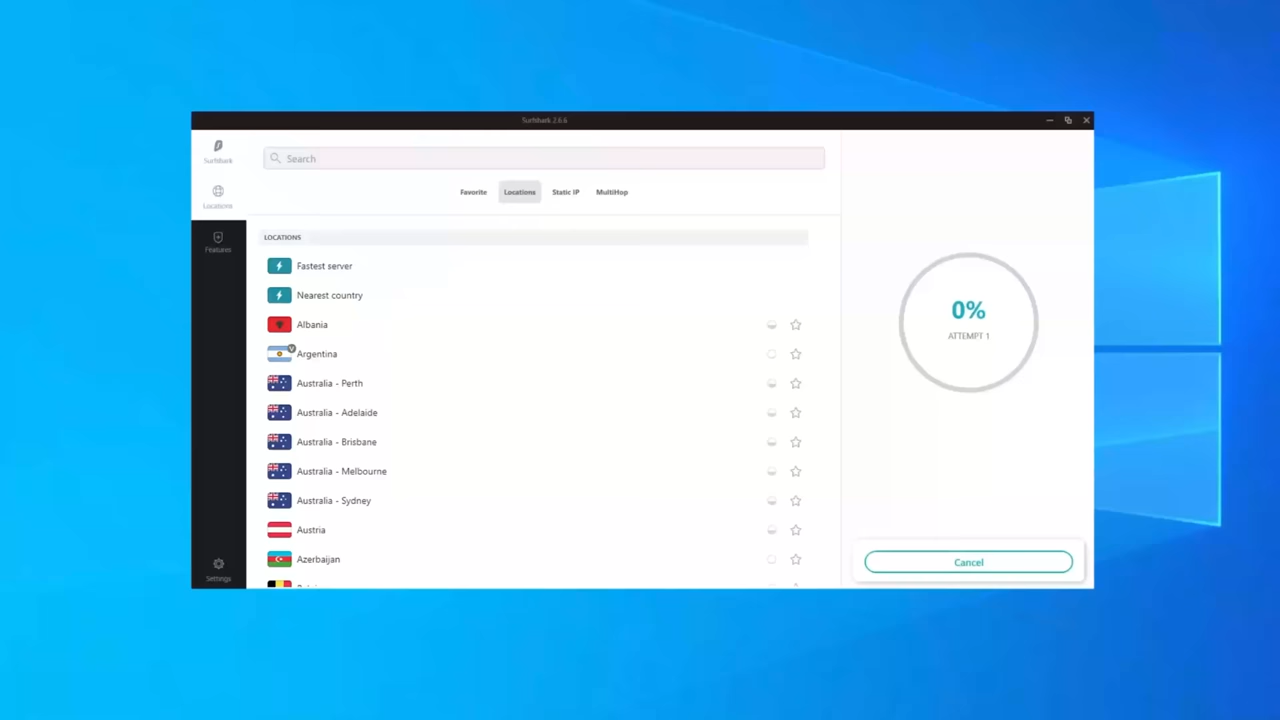 Surfshark 2.6.6
Surfshark
Search
Locations
Favorite Locations Static IP MultiHop
LOCATIONS
Features
Fastest server
Nearest country
0%
Albania
ATTEMPT 1
V
Argentina
Australia - Perth
Australia - Adelaide
Australia - Brisbane
Australia - Melbourne
Australia - Sydney
Austria
Azerbaijan
Cancel
Settings